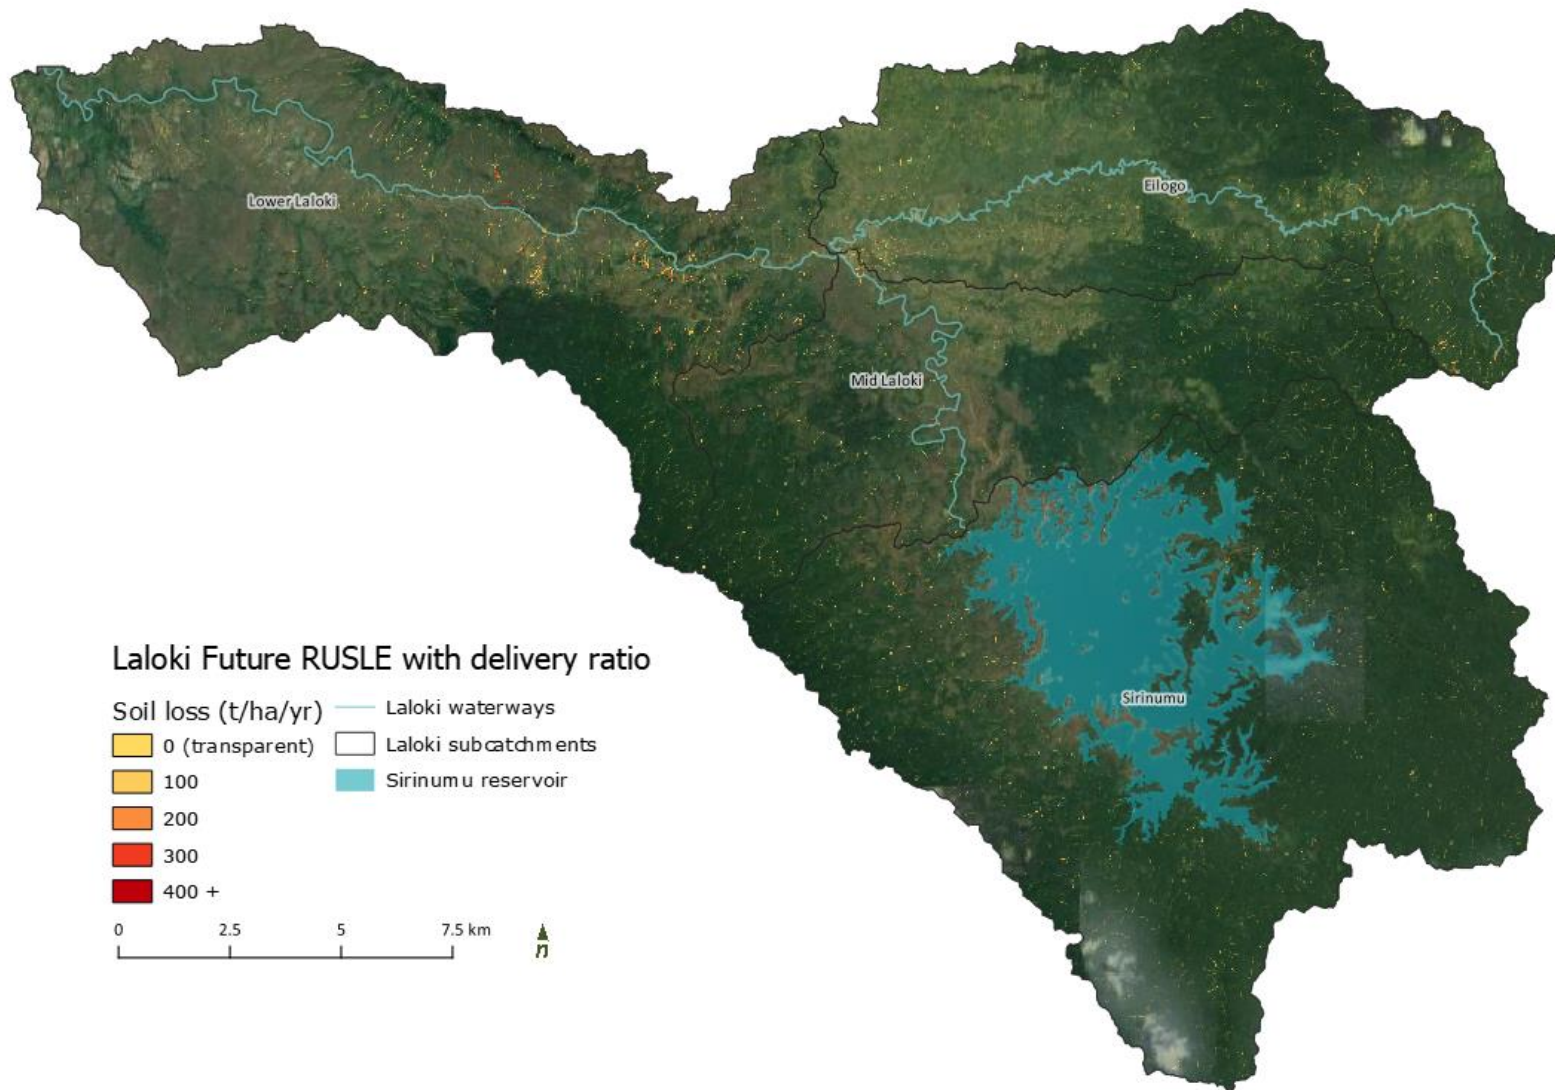 Eilogo
Lower Laloki
Mid Laloki
Sirinumu
Laloki Future RUSLE with delivery ratio
Soil loss (t/ha/yr)
0 (transparent)
100
200
300
400 +
Laloki waterways
Laloki subcatchments
Sirinumu reservoir
0 2.5 5 7.5 km
n